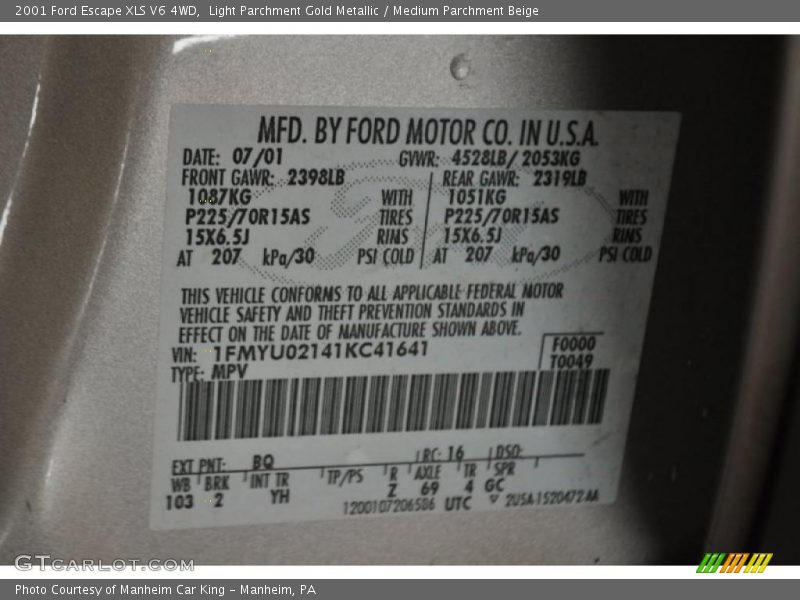 2001 Ford Escape XLS V6 4WD,  Light Parchment Gold Metallic / Medium Parchment Beige
MFD. BY FORD MOTOR CO. IN U.S.A.
DATE: 07/01 GVWR: 4528LB/ 2053KG
FRONT GAWR: 2398LB REAR GAWR: 2319LB
1087KG WITH 1051KG WITH
P225/70R15AS TIRES P225/70R15AS TIRES
15X6.5J RIMS 15X6.5J RIMS
AT 207 kPa/30 PSI COLD AT 207 kPa/30 PSI COLD
THIS VEHICLE CONFORMS TO ALL APPLICABLE FEDERAL MOTOR
VEHICLE SAFETY AND THEFT PREVENTION STANDARDS IN
EFFECT ON THE DATE OF MANUFACTURE SHOWN ABOVE.
VIN: 1FMYU02141KC41641 F0000
TYPE: MPV T0049
EXT PNT: BQ RC: 16 DSO:
WB BRK INT TR TP/PS R AXLE TR SPR
103 2 YH Z 69 4 GC
1200107206586 UTC 2U5A-1520472-AA
GTCARLOT.COM
Photo Courtesy of Manheim Car King - Manheim, PA